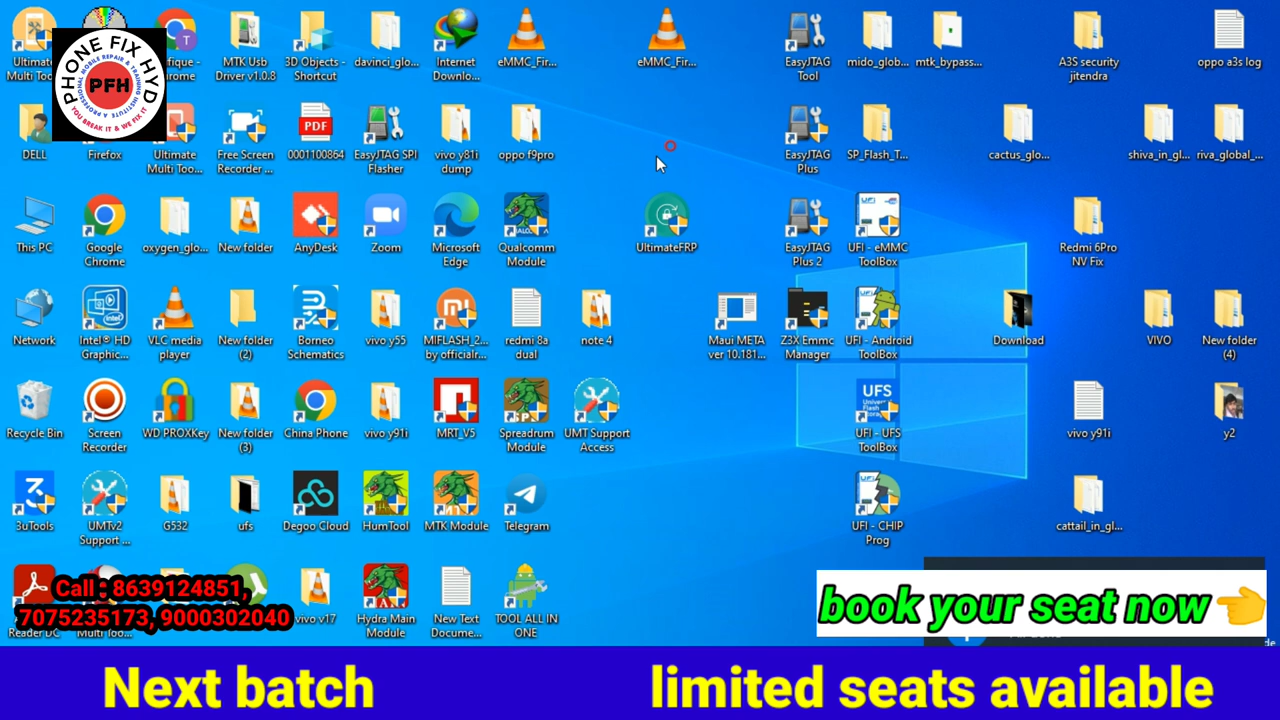 Ultimate
Multi Too...
...ifique -
...rome
MTK Usb
Driver v1.0.8
3D Objects -
Shortcut
davinci_glo...
Internet
Downlo...
eMMC_Fir...
eMMC_Fir...
EasyJTAG
Tool
mido_glob...
mtk_bypass...
A3S security
jitendra
oppo a3s log
PHONE FIX HYD
A PROFESSIONAL MOBILE REPAIR & TRAINING INSTITUTE
PFH
YOU BREAK IT & WE FIX IT
DELL
Firefox
Ultimate
Multi Too...
Free Screen
Recorder ...
PDF
0001100864
EasyJTAG SPI
Flasher
vivo y81i
dump
oppo f9pro
EasyJTAG
Plus
SP_Flash_T...
cactus_glo...
shiva_in_gl...
riva_global_...
This PC
Google
Chrome
oxygen_glo...
New folder
AnyDesk
Zoom
Microsoft
Edge
Qualcomm
Module
UltimateFRP
EasyJTAG
Plus 2
UFI - eMMC
ToolBox
Redmi 6Pro
NV Fix
Network
Intel® HD
Graphic...
VLC media
player
New folder
(2)
Borneo
Schematics
vivo y55
MIFLASH_2...
by officialr...
redmi 8a
dual
note 4
Maui META
ver 10.181...
Z3X Emmc
Manager
UFI - Android
ToolBox
Download
VIVO
New folder
(4)
Recycle Bin
Screen
Recorder
WD PROXKey
New folder
(3)
China Phone
vivo y91i
MRT_V5
Spreadrum
Module
UMT Support
Access
UFS
UFI - UFS
ToolBox
vivo y91i
y2
3uTools
UMTv2
Support ...
G532
ufs
Degoo Cloud
HumTool
MTK Module
Telegram
UFI - CHIP
Prog
cattail_in_gl...
Call : 8639124851,
7075235173, 9000302040
Reader DC
Multi Too...
vivo v17
Hydra Main
Module
New Text
Docume...
TOOL ALL IN
ONE
book your seat now
Next batch
limited seats available